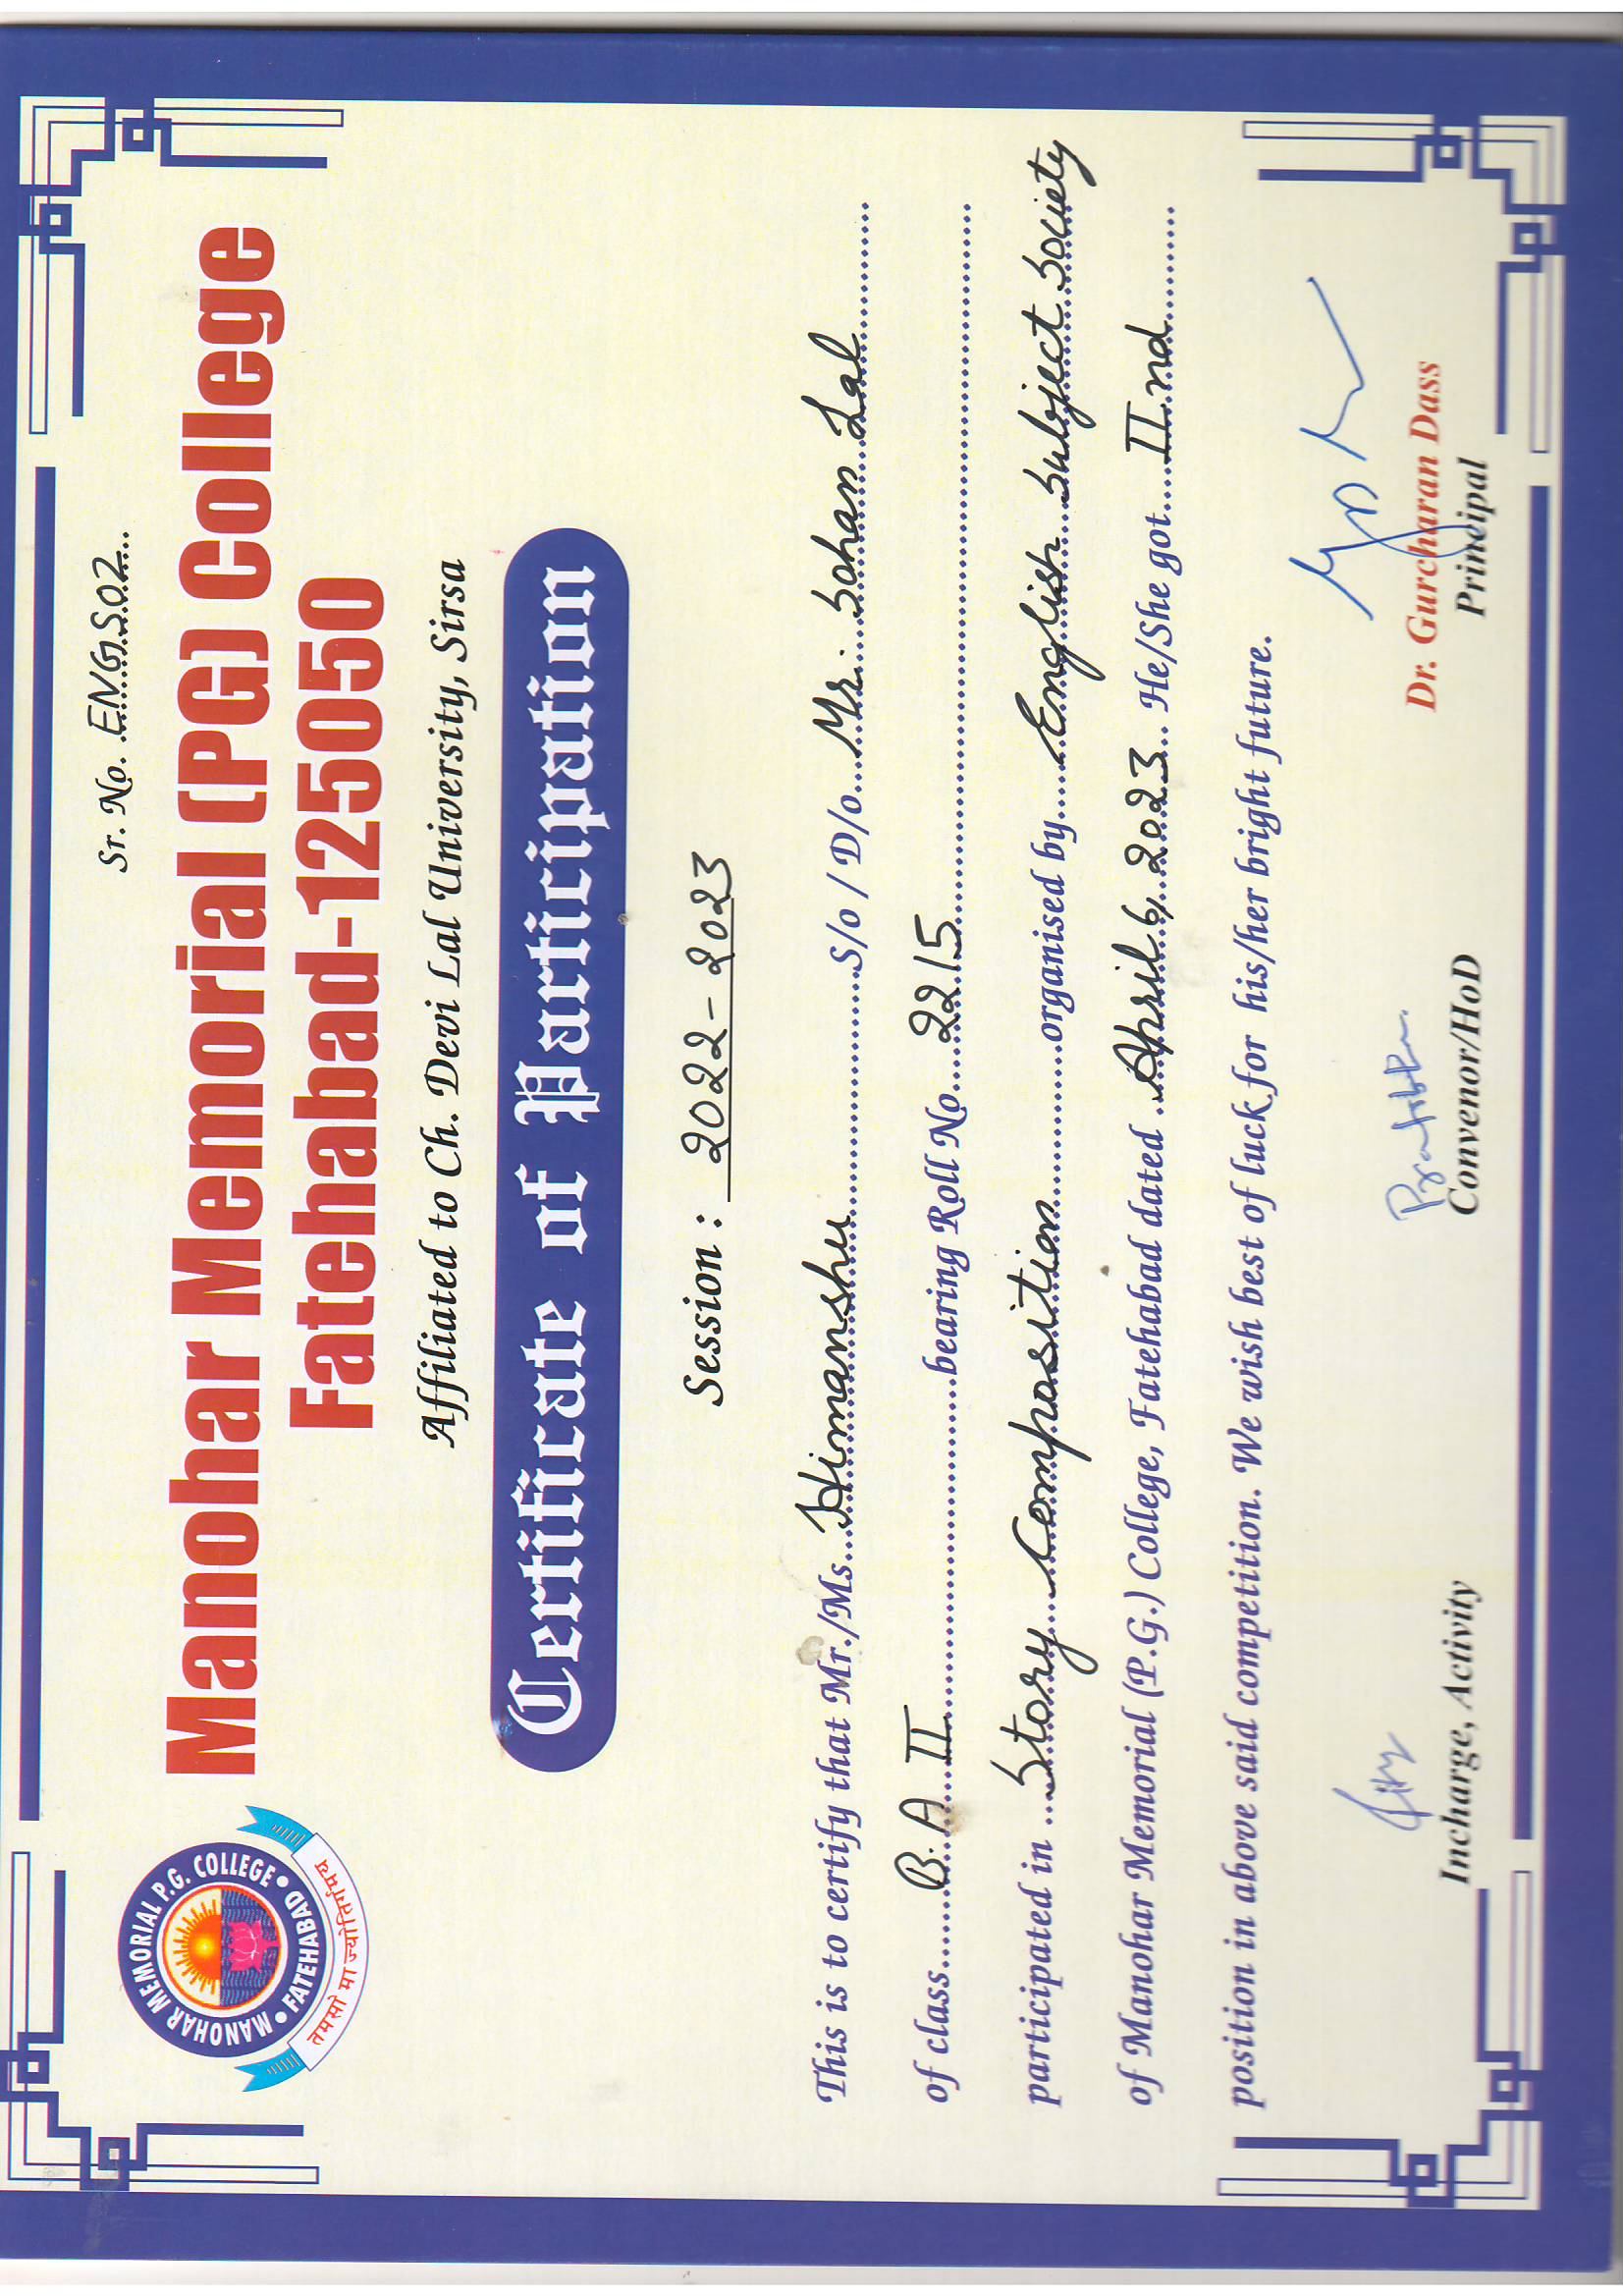 Sr. No. ENG.S.02
MANOHAR MEMORIAL P.G. COLLEGE
FATEHABAD
तमसो मा ज्योतिर्गमय
Manohar Memorial (PG) College
Fatehabad-125050
Affiliated to Ch. Devi Lal University, Sirsa
Certificate of Participation
Session : 2022-2023
This is to certify that Mr./Ms. Himanshu S/o / D/o Mr. Sohan Lal
of class B.A II bearing Roll No. 2215
participated in Story Composition organised by English Subject Society
of Manohar Memorial (P.G.) College, Fatehabad dated April 6, 2023 He/She got IInd
position in above said competition. We wish best of luck for his/her bright future.
Pratibha
Incharge, Activity Convenor/HoD Dr. Gurcharan Dass
Principal